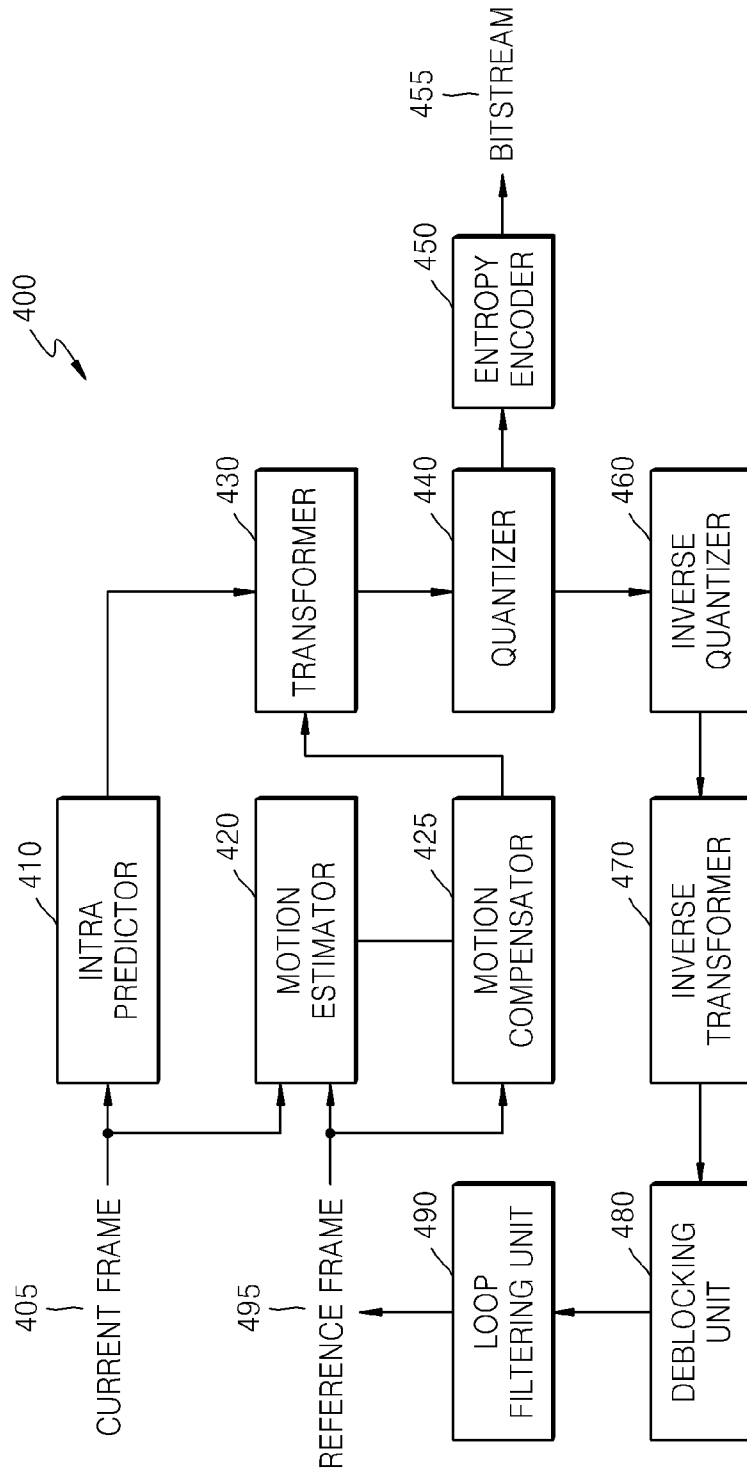 400
405
CURRENT FRAME
410
INTRA
PREDICTOR
430
TRANSFORMER
420
MOTION
ESTIMATOR
495
REFERENCE FRAME
425
MOTION
COMPENSATOR
440
QUANTIZER
450
ENTROPY
ENCODER
455
BITSTREAM
490
LOOP
FILTERING UNIT
480
DEBLOCKING
UNIT
470
INVERSE
TRANSFORMER
460
INVERSE
QUANTIZER